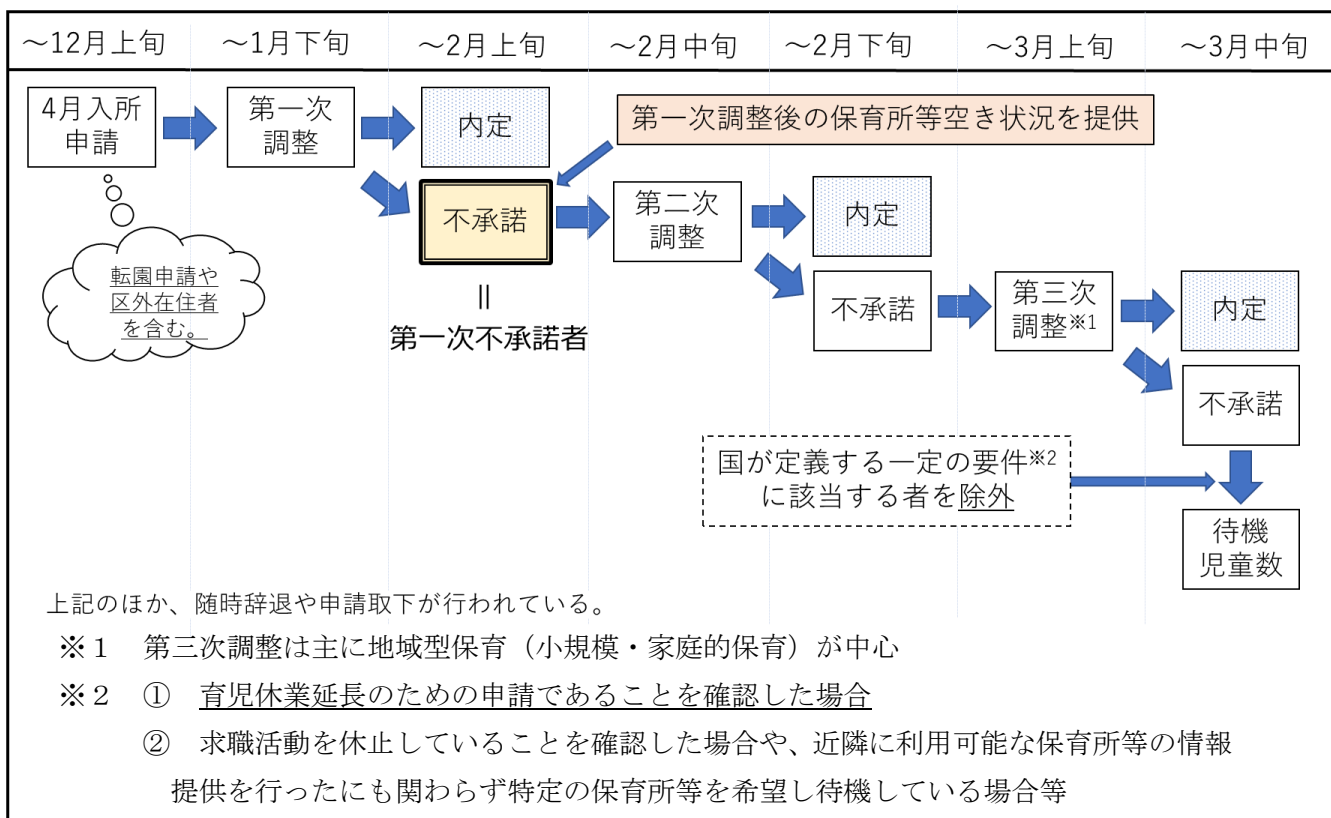 ～12月上旬
～1月下旬
～2月上旬
～2月中旬
～2月下旬
～3月上旬
～3月中旬
4月入所
申請
第一次
調整
内定
第一次調整後の保育所等空き状況を提供
不承諾
第二次
調整
内定
転園申請や
区外在住者
を含む。
＝
第一次不承諾者
不承諾
第三次
調整※1
内定
不承諾
国が定義する一定の要件※2
に該当する者を除外
待機
児童数
上記のほか、随時辞退や申請取下が行われている。
※１　第三次調整は主に地域型保育（小規模・家庭的保育）が中心
※２　①　育児休業延長のための申請であることを確認した場合
②　求職活動を休止していることを確認した場合や、近隣に利用可能な保育所等の情報
提供を行ったにも関わらず特定の保育所等を希望し待機している場合等